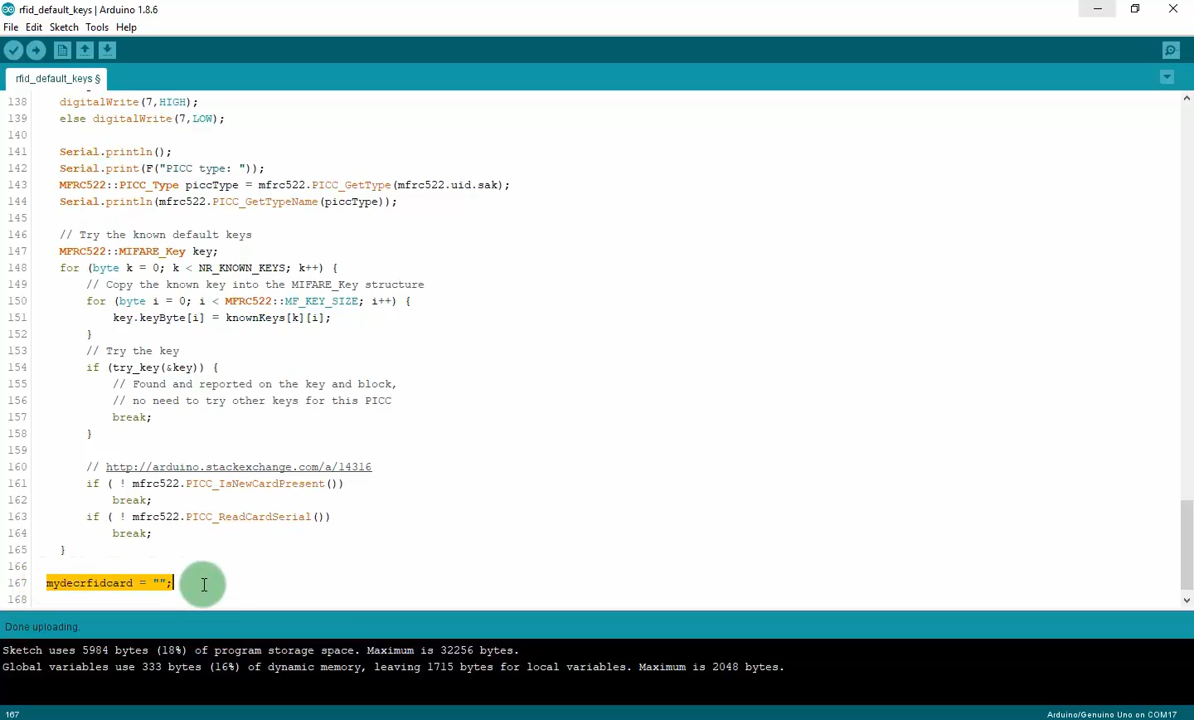 rfid_default_keys | Arduino 1.8.6
File Edit Sketch Tools Help
rfid_default_keys §
138 digitalWrite(7,HIGH);
139 else digitalWrite(7,LOW);
140
141 Serial.println();
142 Serial.print(F("PICC type: "));
143 MFRC522::PICC_Type piccType = mfrc522.PICC_GetType(mfrc522.uid.sak);
144 Serial.println(mfrc522.PICC_GetTypeName(piccType));
145
146 // Try the known default keys
147 MFRC522::MIFARE_Key key;
148 for (byte k = 0; k < NR_KNOWN_KEYS; k++) {
149 // Copy the known key into the MIFARE_Key structure
150 for (byte i = 0; i < MFRC522::MF_KEY_SIZE; i++) {
151 key.keyByte[i] = knownKeys[k][i];
152 }
153 // Try the key
154 if (try_key(&key)) {
155 // Found and reported on the key and block,
156 // no need to try other keys for this PICC
157 break;
158 }
159
160 // http://arduino.stackexchange.com/a/14316
161 if ( ! mfrc522.PICC_IsNewCardPresent())
162 break;
163 if ( ! mfrc522.PICC_ReadCardSerial())
164 break;
165 }
166
167 mydecrfidcard = "";
168
Done uploading.
Sketch uses 5984 bytes (18%) of program storage space. Maximum is 32256 bytes.
Global variables use 333 bytes (16%) of dynamic memory, leaving 1715 bytes for local variables. Maximum is 2048 bytes.
167 Arduino/Genuino Uno on COM17